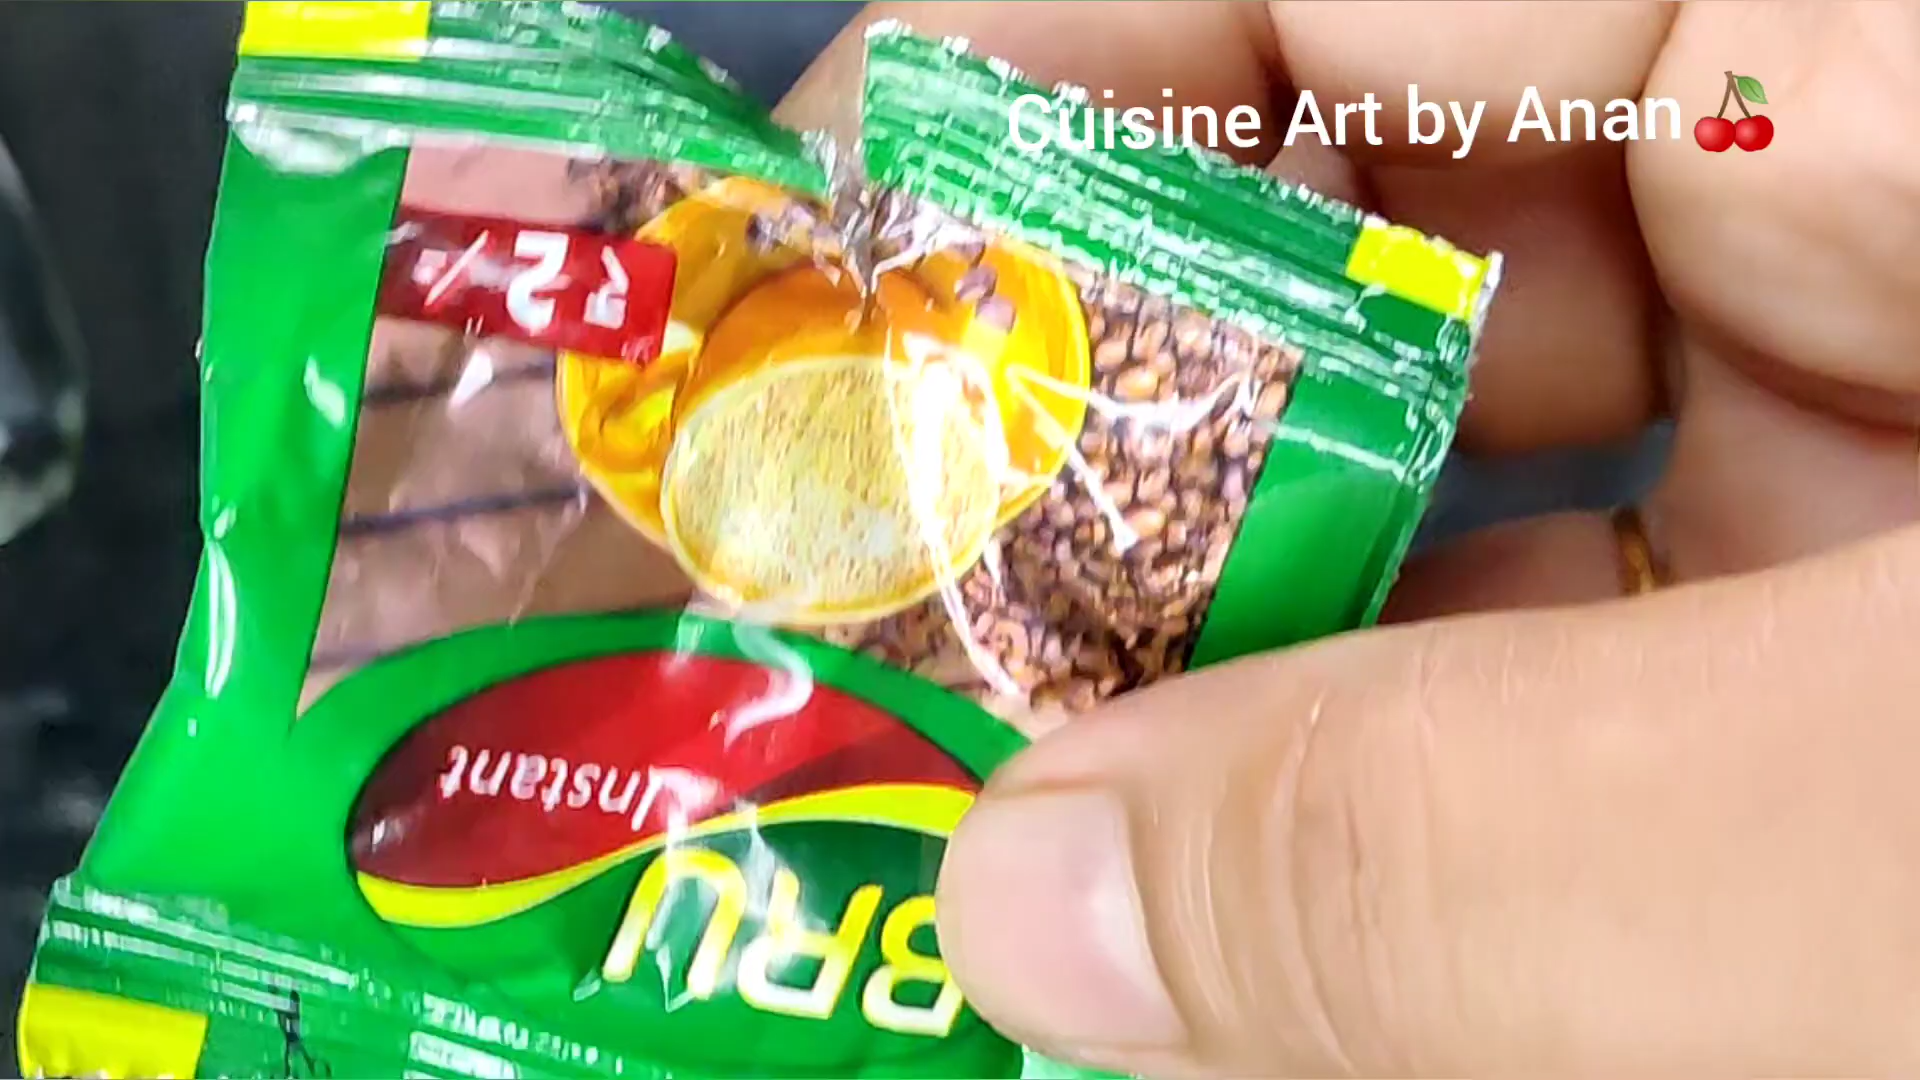 Cuisine Art by Anan🍒
₹2/-
Instant
BRU